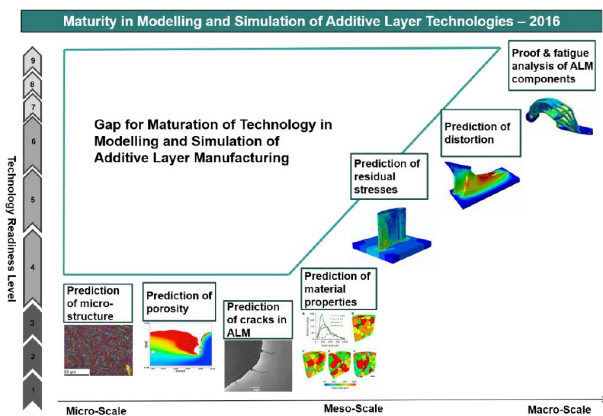 Maturity in Modelling and Simulation of Additive Layer Technologies – 2016
Technology Readiness Level
9
8
7
6
5
4
3
2
1
Gap for Maturation of Technology in
Modelling and Simulation of
Additive Layer Manufacturing
Proof & fatigue
analysis of ALM
components
Prediction of
distortion
Prediction of
residual
stresses
Prediction
of micro-
structure
Prediction of
porosity
Prediction
of cracks in
ALM
Prediction of
material
properties
Micro-Scale
Meso-Scale
Macro-Scale